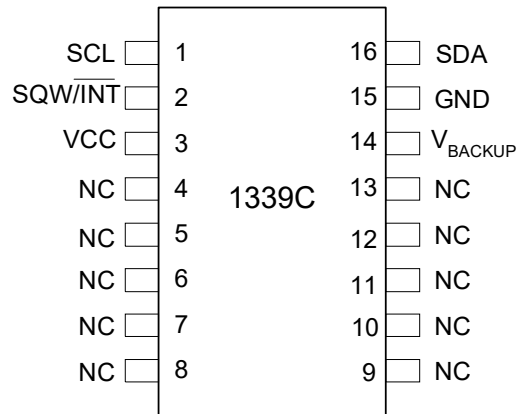 SCL 1 16 SDA
SQW/INT 2 15 GND
VCC 3 14 VBACKUP
NC 4 13 NC
1339C
NC 5 12 NC
NC 6 11 NC
NC 7 10 NC
NC 8 9 NC